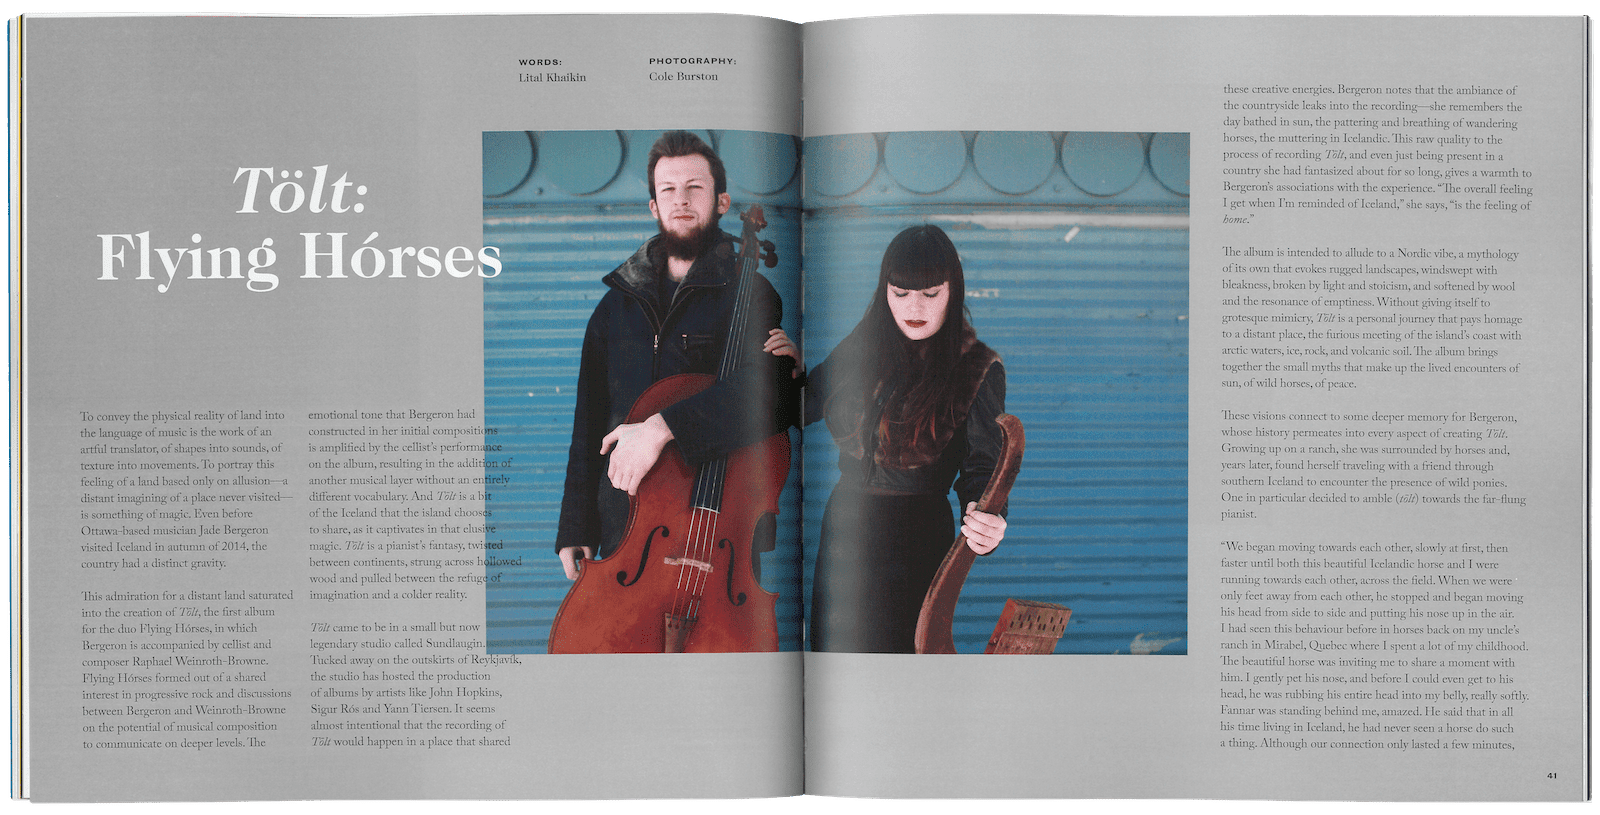 WORDS:
Lital Khaikin
PHOTOGRAPHY:
Cole Burston
Tölt:
Flying Hórses
To convey the physical reality of land into
the language of music is the work of an
artful translator, of shapes into sounds, of
texture into movements. To portray this
feeling of a land based only on allusion—a
distant imagining of a place never visited—
is something of magic. Even before
Ottawa-based musician Jade Bergeron
visited Iceland in autumn of 2014, the
country had a distinct gravity.
This admiration for a distant land saturated
into the creation of Tölt, the first album
for the duo Flying Hórses, in which
Bergeron is accompanied by cellist and
composer Raphael Weinroth-Browne.
Flying Hórses formed out of a shared
interest in progressive rock and discussions
between Bergeron and Weinroth-Browne
on the potential of musical composition
to communicate on deeper levels. The
emotional tone that Bergeron had
constructed in her initial compositions
is amplified by the cellist's performance
on the album, resulting in the addition of
another musical layer without an entirely
different vocabulary. And Tölt is a bit
of the Iceland that the island chooses
to share, as it captivates in that elusive
magic. Tölt is a pianist's fantasy, twisted
between continents, strung across hollowed
wood and pulled between the refuge of
imagination and a colder reality.
Tölt came to be in a small but now
legendary studio called Sundlaugin.
Tucked away on the outskirts of Reykjavík,
the studio has hosted the production
of albums by artists like John Hopkins,
Sigur Rós and Yann Tiersen. It seems
almost intentional that the recording of
Tölt would happen in a place that shared
these creative energies. Bergeron notes that the ambiance of
the countryside leaks into the recording—she remembers the
day bathed in sun, the pattering and breathing of wandering
horses, the muttering in Icelandic. This raw quality to the
process of recording Tölt, and even just being present in a
country she had fantasized about for so long, gives a warmth to
Bergeron's associations with the experience. "The overall feeling
I get when I'm reminded of Iceland," she says, "is the feeling of
home."
The album is intended to allude to a Nordic vibe, a mythology
of its own that evokes rugged landscapes, windswept with
bleakness, broken by light and stoicism, and softened by wool
and the resonance of emptiness. Without giving itself to
grotesque mimicry, Tölt is a personal journey that pays homage
to a distant place, the furious meeting of the island's coast with
arctic waters, ice, rock, and volcanic soil. The album brings
together the small myths that make up the lived encounters of
sun, of wild horses, of peace.
These visions connect to some deeper memory for Bergeron,
whose history permeates into every aspect of creating Tölt.
Growing up on a ranch, she was surrounded by horses and,
years later, found herself traveling with a friend through
southern Iceland to encounter the presence of wild ponies.
One in particular decided to amble (tölt) towards the far-flung
pianist.
"We began moving towards each other, slowly at first, then
faster until both this beautiful Icelandic horse and I were
running towards each other, across the field. When we were
only feet away from each other, he stopped and began moving
his head from side to side and putting his nose up in the air.
I had seen this behaviour before in horses back on my uncle's
ranch in Mirabel, Quebec where I spent a lot of my childhood.
The beautiful horse was inviting me to share a moment with
him. I gently pet his nose, and before I could even get to his
head, he was rubbing his entire head into my belly, really softly.
Fannar was standing behind me, amazed. He said that in all
his time living in Iceland, he had never seen a horse do such
a thing. Although our connection only lasted a few minutes,
41